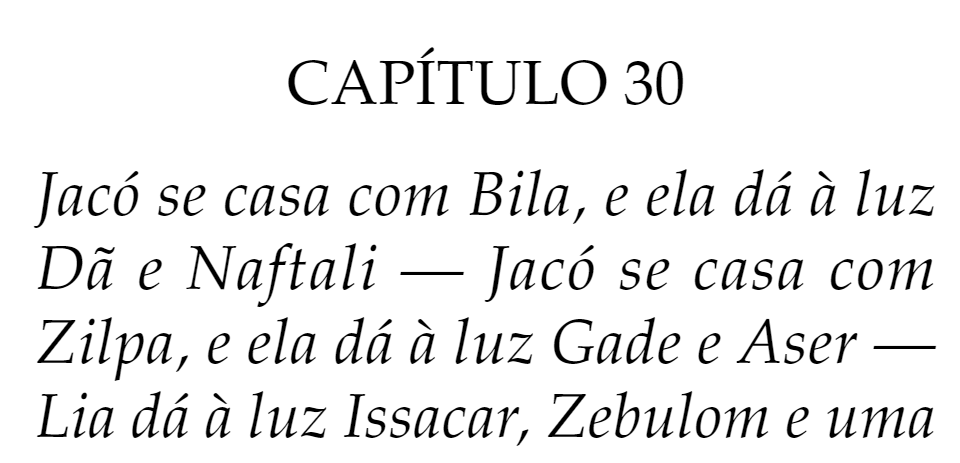 CAPÍTULO 30
Jacó se casa com Bila, e ela dá à luz
Dã e Naftali — Jacó se casa com
Zilpa, e ela dá à luz Gade e Aser —
Lia dá à luz Issacar, Zebulom e uma